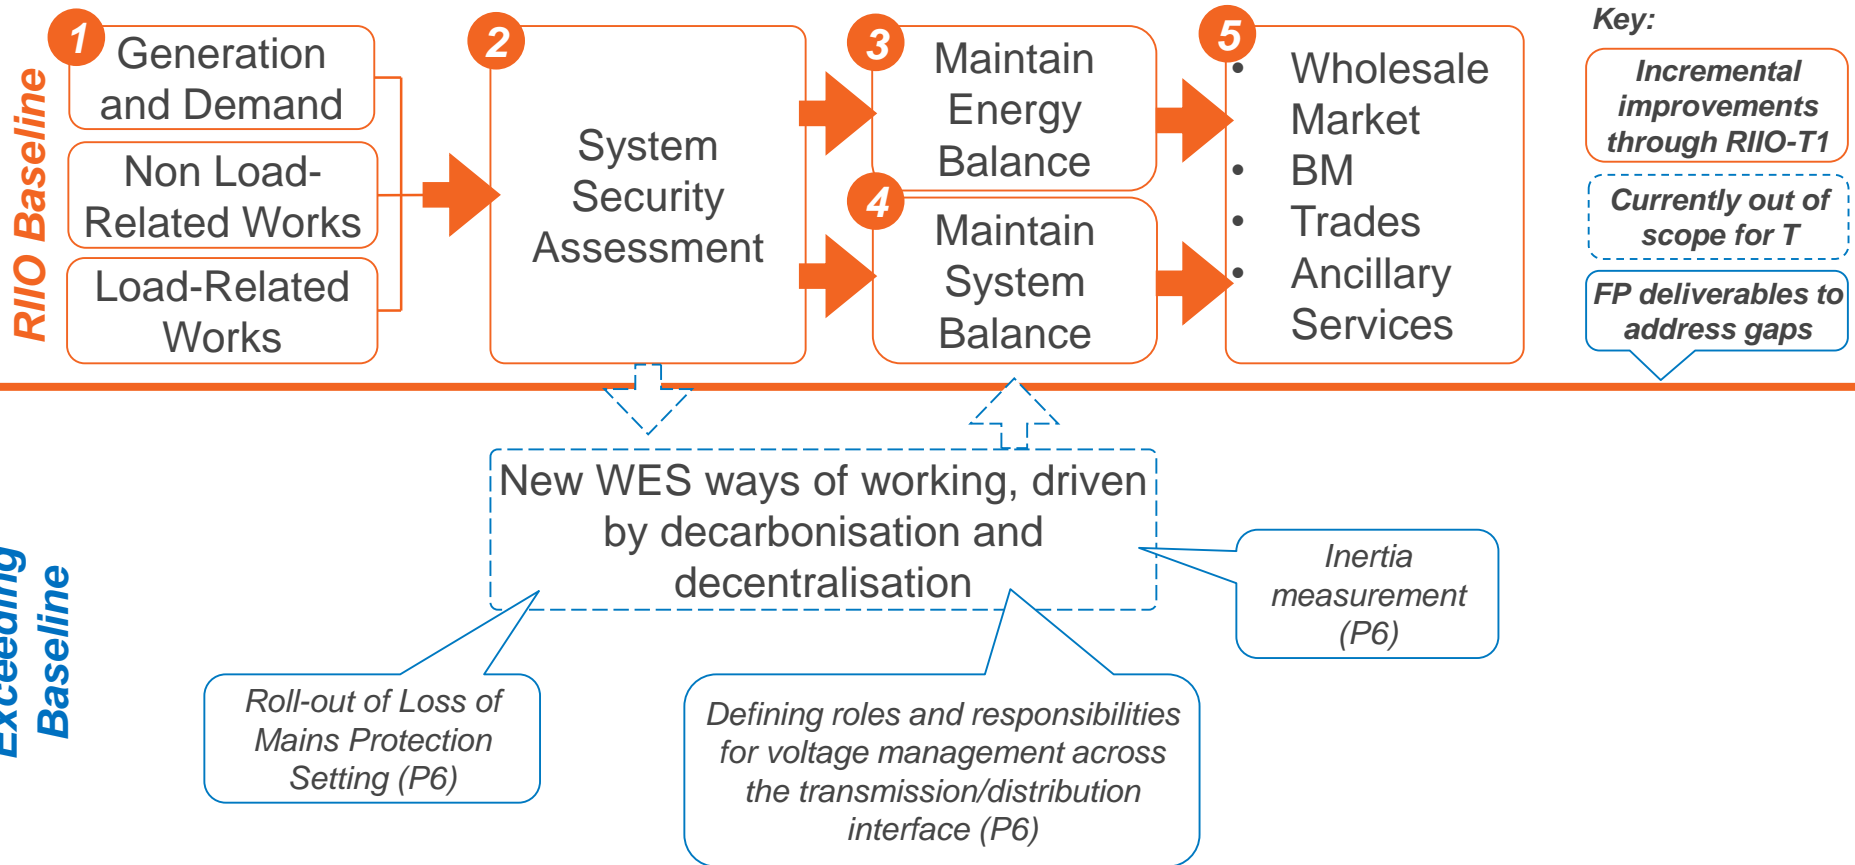 RIIO Baseline
1
Generation
and Demand
Non Load-
Related Works
Load-Related
Works
2
System
Security
Assessment
3
Maintain
Energy
Balance
4
Maintain
System
Balance
5
• Wholesale
Market
• BM
• Trades
• Ancillary
Services
Key:
Incremental
improvements
through RIIO-T1
Currently out of
scope for T
FP deliverables to
address gaps
Exceeding
Baseline
New WES ways of working, driven
by decarbonisation and
decentralisation
Inertia
measurement
(P6)
Roll-out of Loss of
Mains Protection
Setting (P6)
Defining roles and responsibilities
for voltage management across
the transmission/distribution
interface (P6)